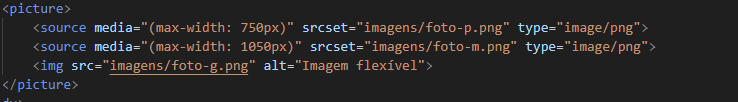 <picture>
<source media="(max-width: 750px)" srcset="imagens/foto-p.png" type="image/png">
<source media="(max-width: 1050px)" srcset="imagens/foto-m.png" type="image/png">
<img src="imagens/foto-g.png" alt="Imagem flexível">
</picture>